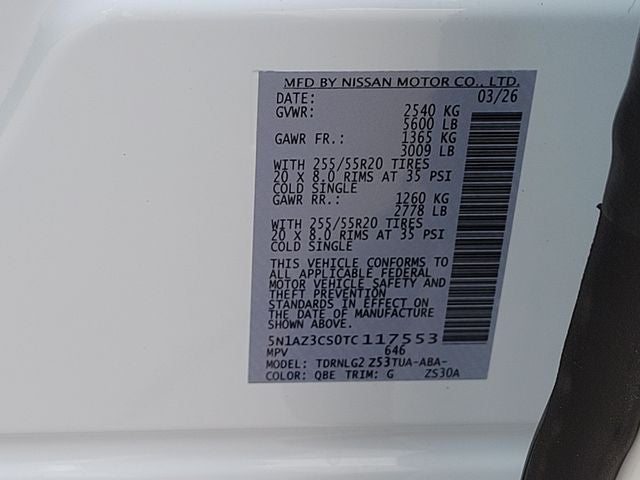 MFD BY NISSAN MOTOR CO., LTD.
DATE: 03/26
GVWR: 2540 KG
5600 LB
GAWR FR.: 1365 KG
3009 LB
WITH 255/55R20 TIRES
20 X 8.0 RIMS AT 35 PSI
COLD SINGLE
GAWR RR.: 1260 KG
2778 LB
WITH 255/55R20 TIRES
20 X 8.0 RIMS AT 35 PSI
COLD SINGLE
THIS VEHICLE CONFORMS TO
ALL APPLICABLE FEDERAL
MOTOR VEHICLE SAFETY AND
THEFT PREVENTION
STANDARDS IN EFFECT ON
THE DATE OF MANUFACTURE
SHOWN ABOVE.
5N1AZ3CS0TC117553
MPV 646
MODEL: TDRNLG2 Z53TUA-ABA-
COLOR: QBE TRIM: G ZS30A